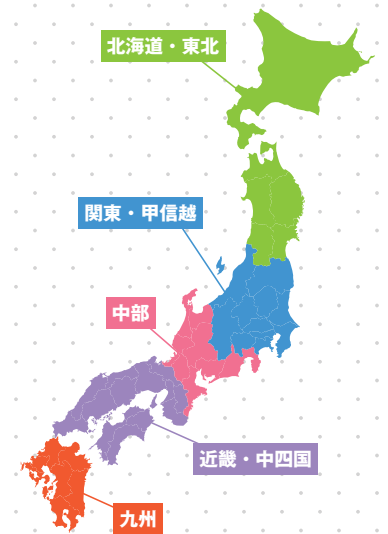 北海道・東北
関東・甲信越
中部
近畿・中四国
九州